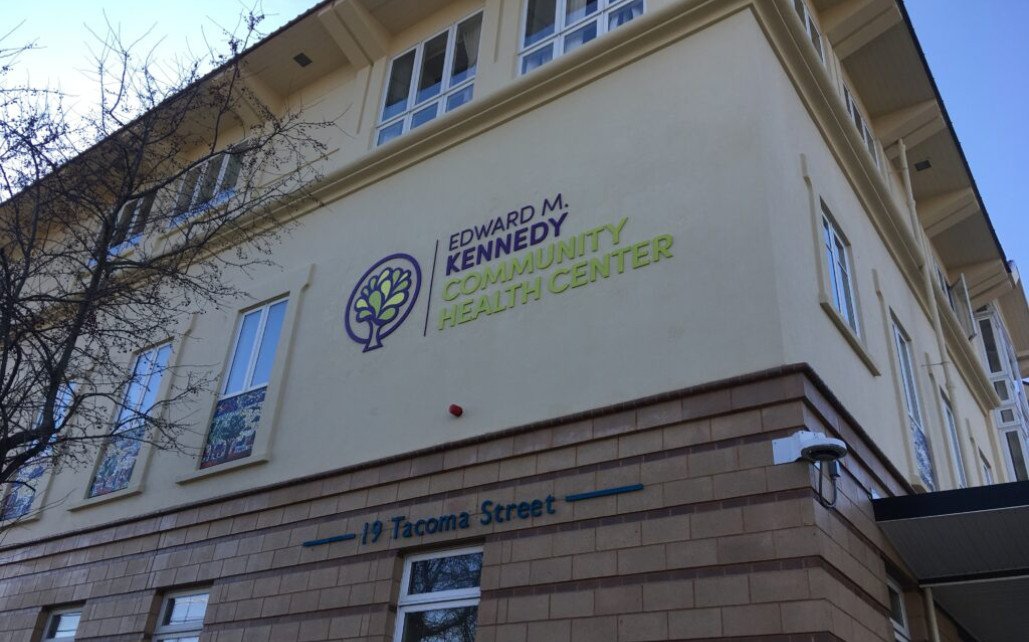 EDWARD M.
KENNEDY
COMMUNITY
HEALTH CENTER
19 Tacoma Street